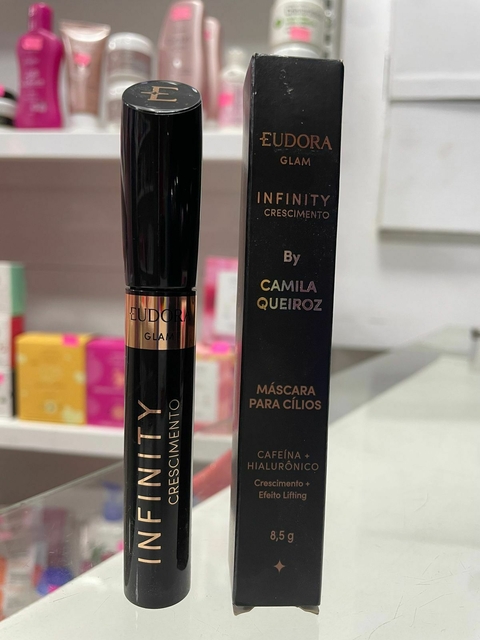 E
EUDORA
GLAM
INFINITY
CRESCIMENTO
EUDORA
GLAM
INFINITY
CRESCIMENTO
By
CAMILA
QUEIROZ
MÁSCARA
PARA CÍLIOS
CAFEÍNA +
HIALURÔNICO
Crescimento +
Efeito Lifting
8,5 g